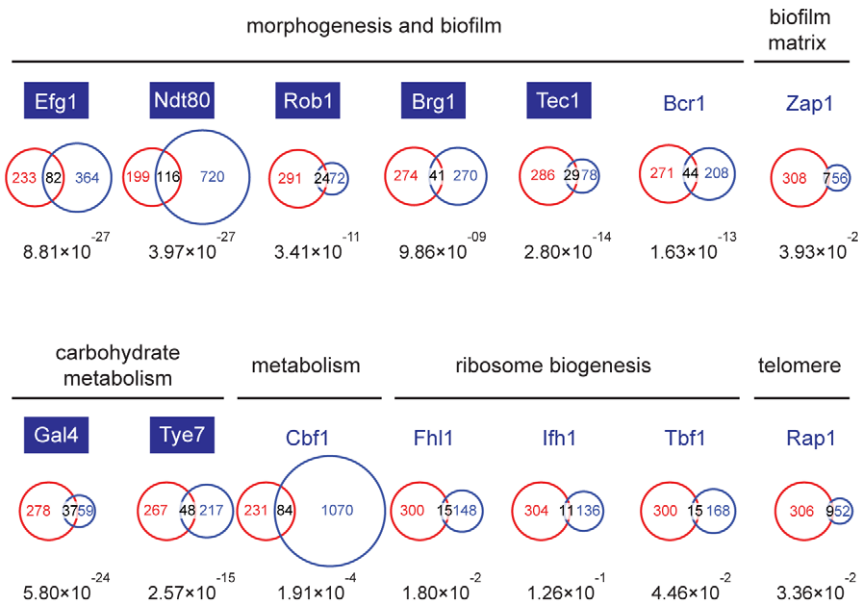 morphogenesis and biofilm
biofilm
matrix
Efg1 Ndt80 Rob1 Brg1 Tec1 Bcr1 Zap1
233 82 364 199 116 720 291 24 72 274 41 270 286 29 78 271 44 208 308 7 56
8.81×10-27 3.97×10-27 3.41×10-11 9.86×10-09 2.80×10-14 1.63×10-13 3.93×10-2
carbohydrate
metabolism
metabolism
ribosome biogenesis
telomere
Gal4 Tye7 Cbf1 Fhl1 Ifh1 Tbf1 Rap1
278 37 59 267 48 217 231 84 1070 300 15 148 304 11 136 300 15 168 306 9 52
5.80×10-24 2.57×10-15 1.91×10-4 1.80×10-2 1.26×10-1 4.46×10-2 3.36×10-2